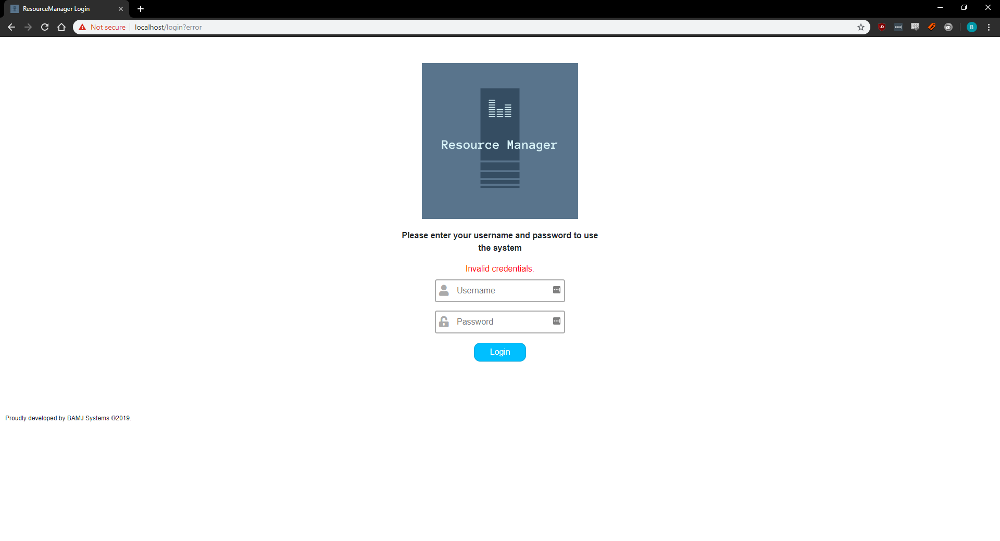 ResourceManager Login
Not secure
localhost/login?error
B
Resource Manager
Please enter your username and password to use
the system
Invalid credentials.
Username
Password
Login
Proudly developed by BAMJ Systems ©2019.